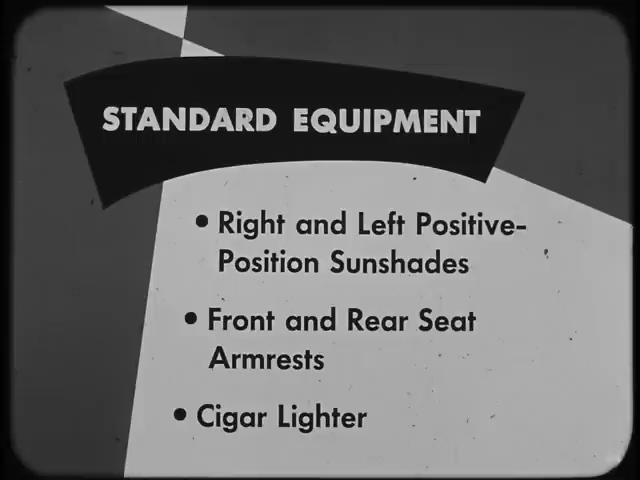 STANDARD EQUIPMENT
• Right and Left Positive-
Position Sunshades
• Front and Rear Seat
Armrests
• Cigar Lighter